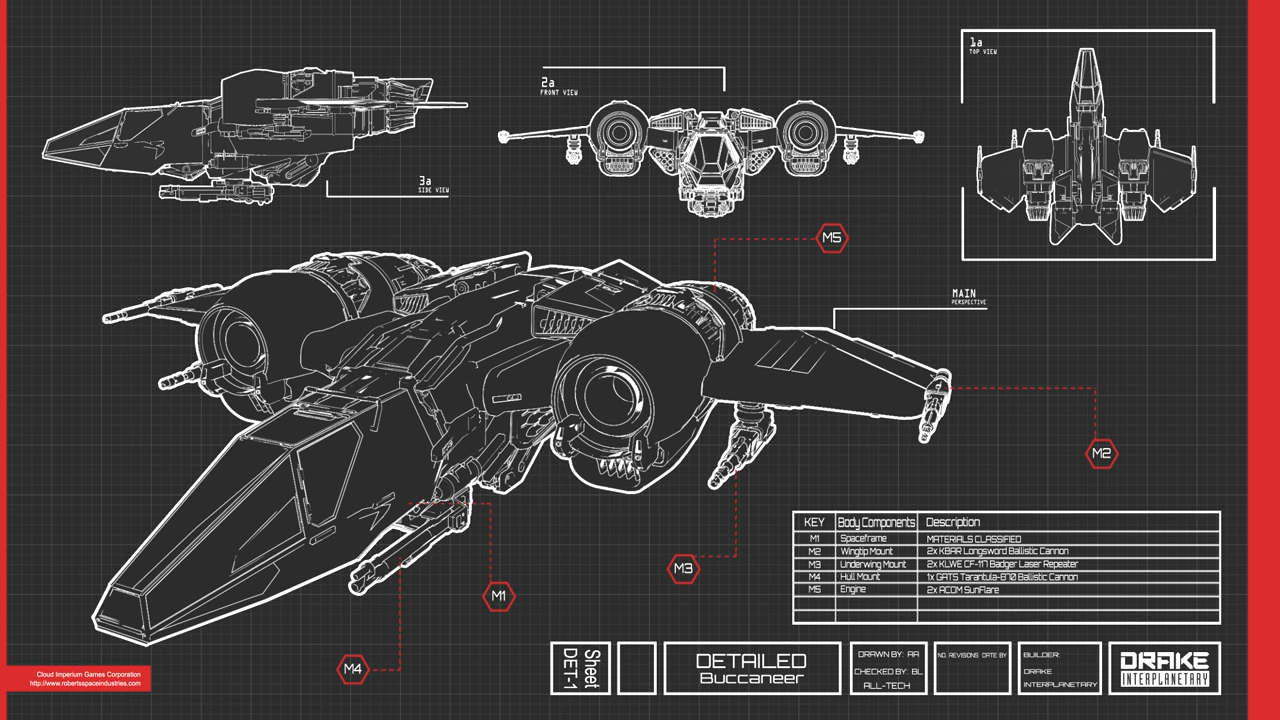 1a
TOP VIEW
2a
FRONT VIEW
3a
SIDE VIEW
M5
MAIN
PERSPECTIVE
M2
M3
M1
M4
KEY Body Components Description
M1 Spaceframe MATERIALS CLASSIFIED
M2 Wingtip Mount 2x KBAR Longsword Ballistic Cannon
M3 Underwing Mount 2x KLWE CF-117 Badger Laser Repeater
M4 Hull Mount 1x GATS Tarantula-870 Ballistic Cannon
M5 Engine 2x ACOM SunFlare
Sheet
DET-1
DETAILED
Buccaneer
DRAWN BY: AA
CHECKED BY: BL
ALL-TECH
NO. REVISIONS DATE BY
BUILDER:
DRAKE
INTERPLANETARY
DRAKE
INTERPLANETARY
Cloud Imperium Games Corporation
http://www.robertsspaceindustries.com